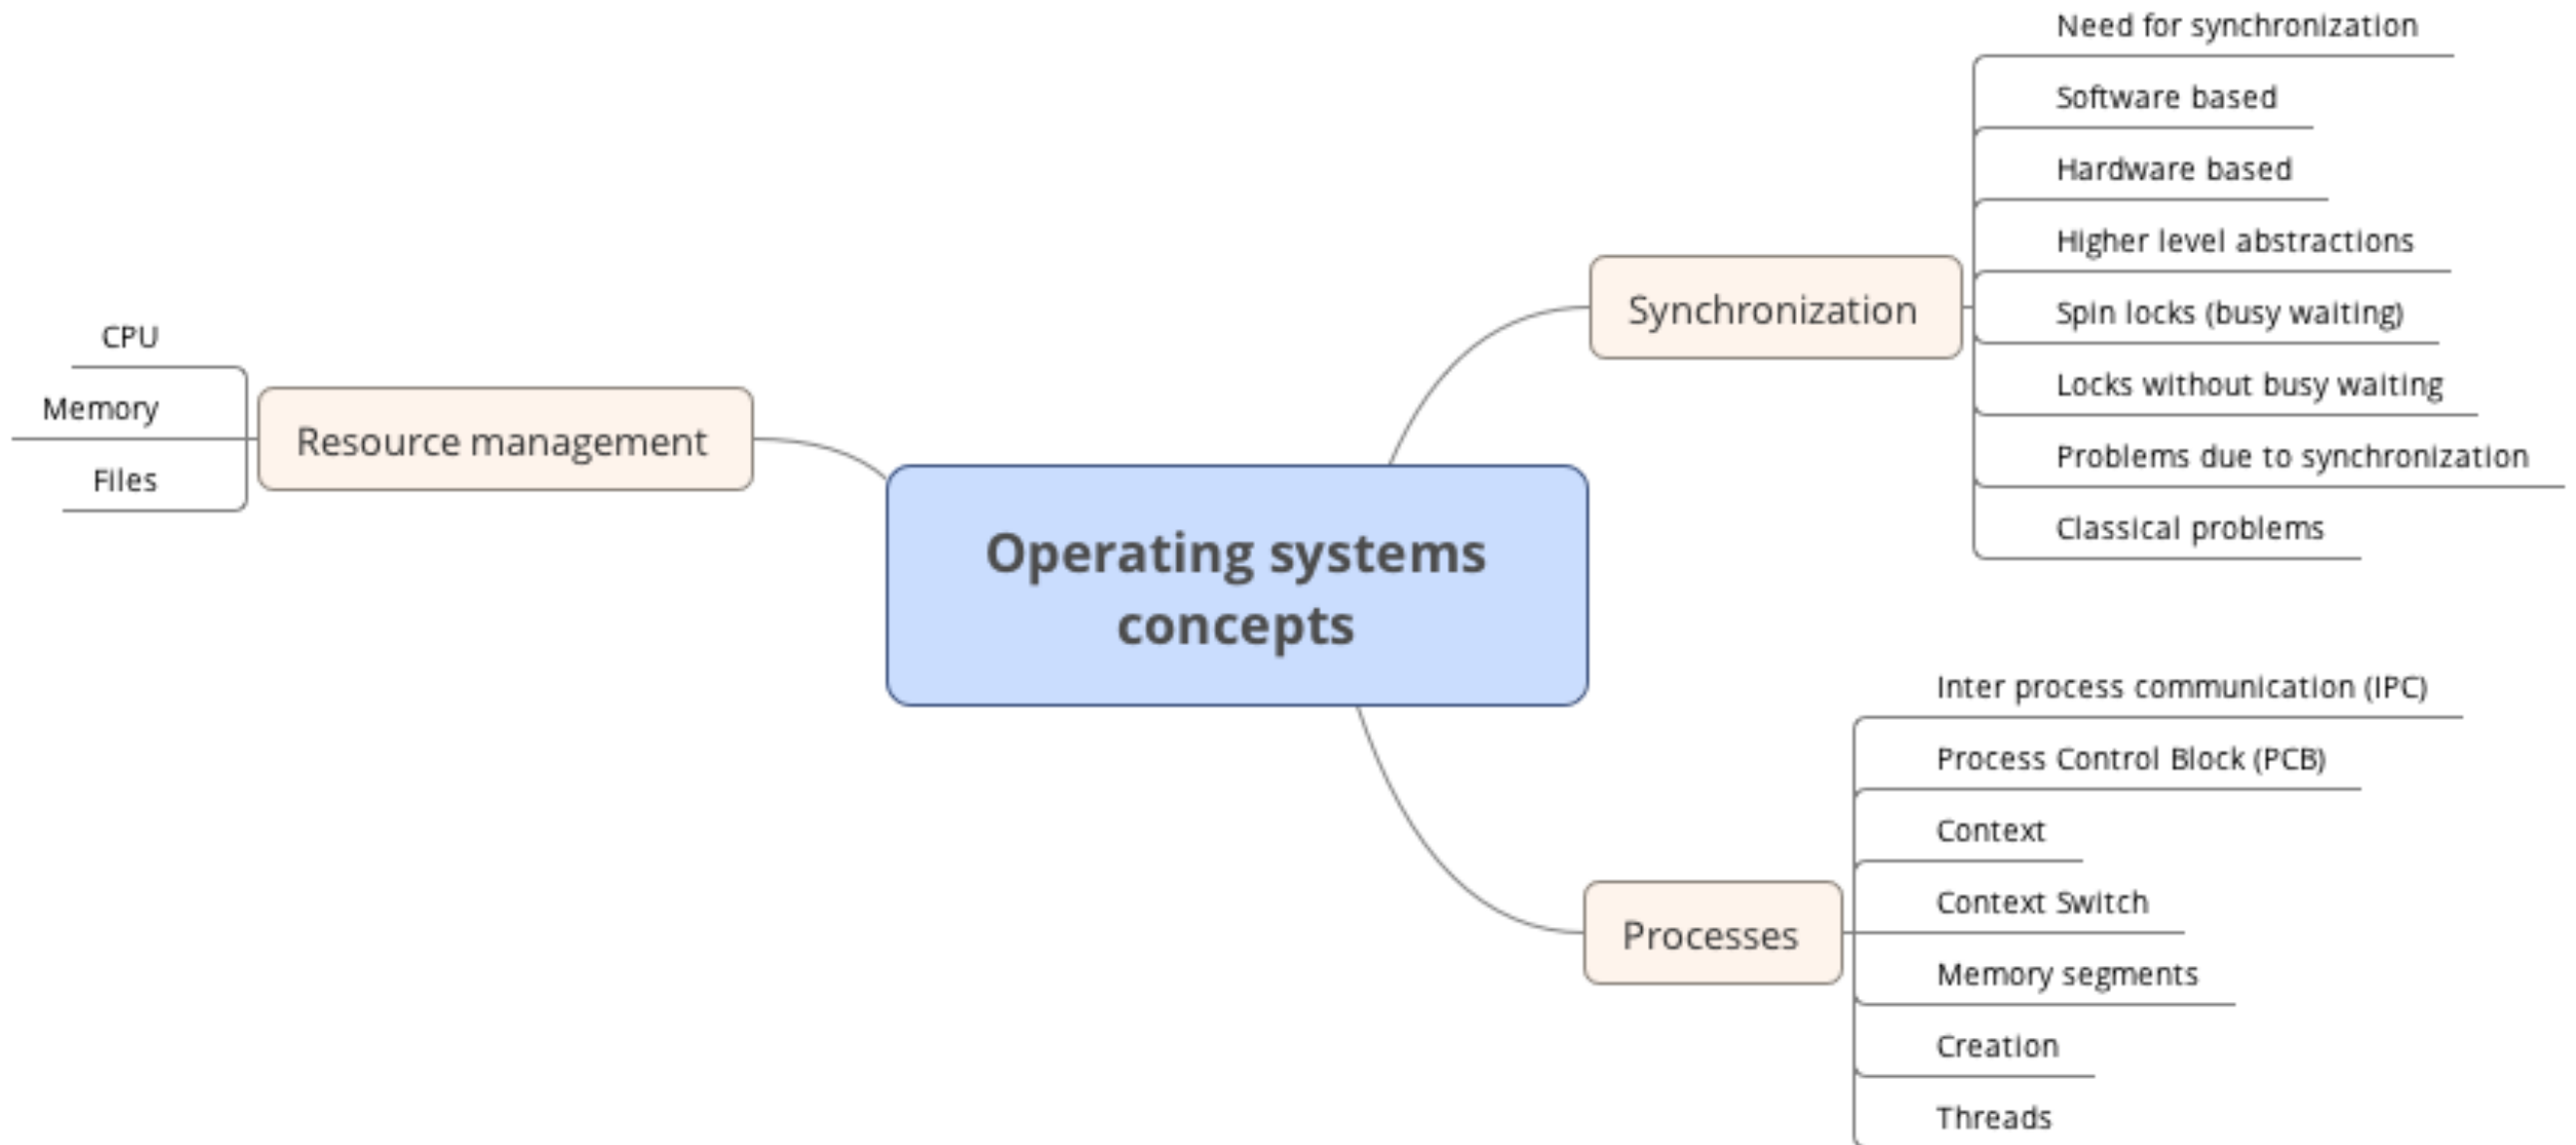 Operating systems
concepts
Resource management
CPU
Memory
Files
Synchronization
Need for synchronization
Software based
Hardware based
Higher level abstractions
Spin locks (busy waiting)
Locks without busy waiting
Problems due to synchronization
Classical problems
Processes
Inter process communication (IPC)
Process Control Block (PCB)
Context
Context Switch
Memory segments
Creation
Threads